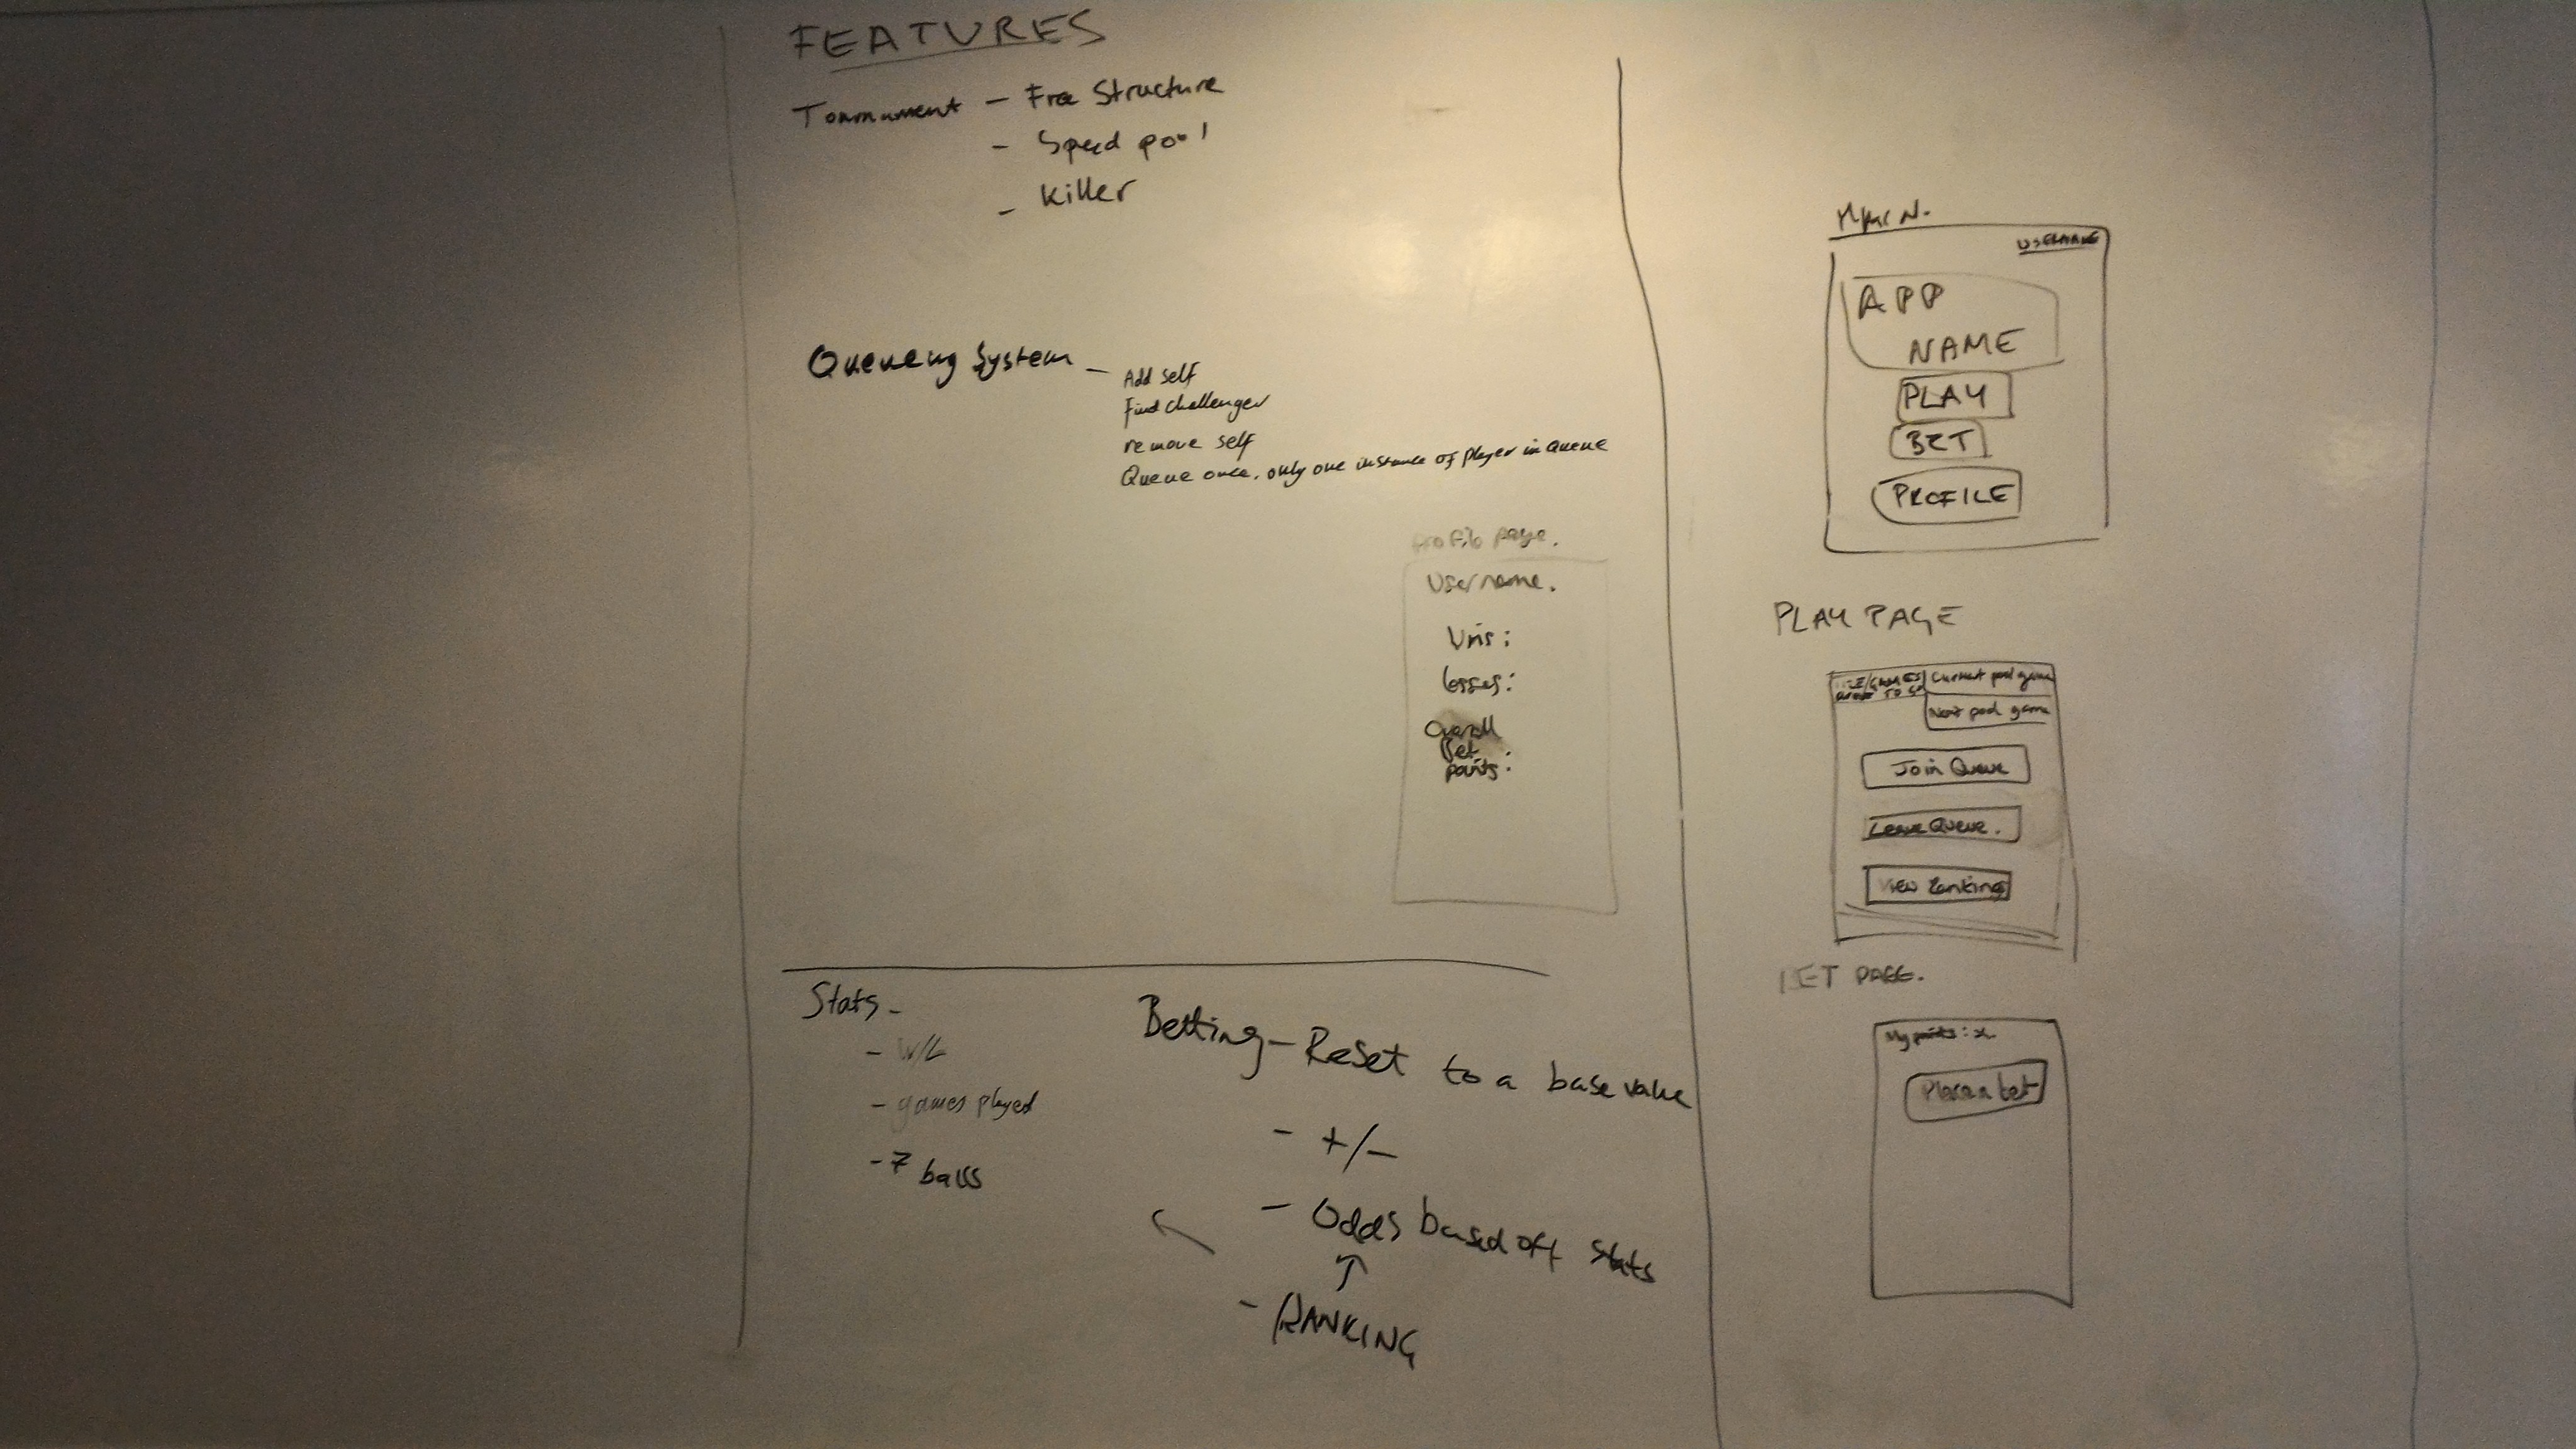 FEATURES
Tournament - Free Structure
- Speed pool
- Killer
Queueing System - Add self
Find challenger
remove self
Queue once, only one instance of player in Queue
Profile page.
Username.
Wins:
losses:
Overall
Bet
points:
Stats -
- W/L
- games played
- 7 balls
Betting - Reset to a base value
- +/-
- Odds based off stats
↑
- RANKING
USERNAME
APP
NAME
PLAY
BET
PROFILE
PLAY PAGE
/GAMES
TO GO
Current pool game
Next pool game
Join Queue
Leave Queue.
View Rankings
BET PAGE.
My points: x
Place a bet